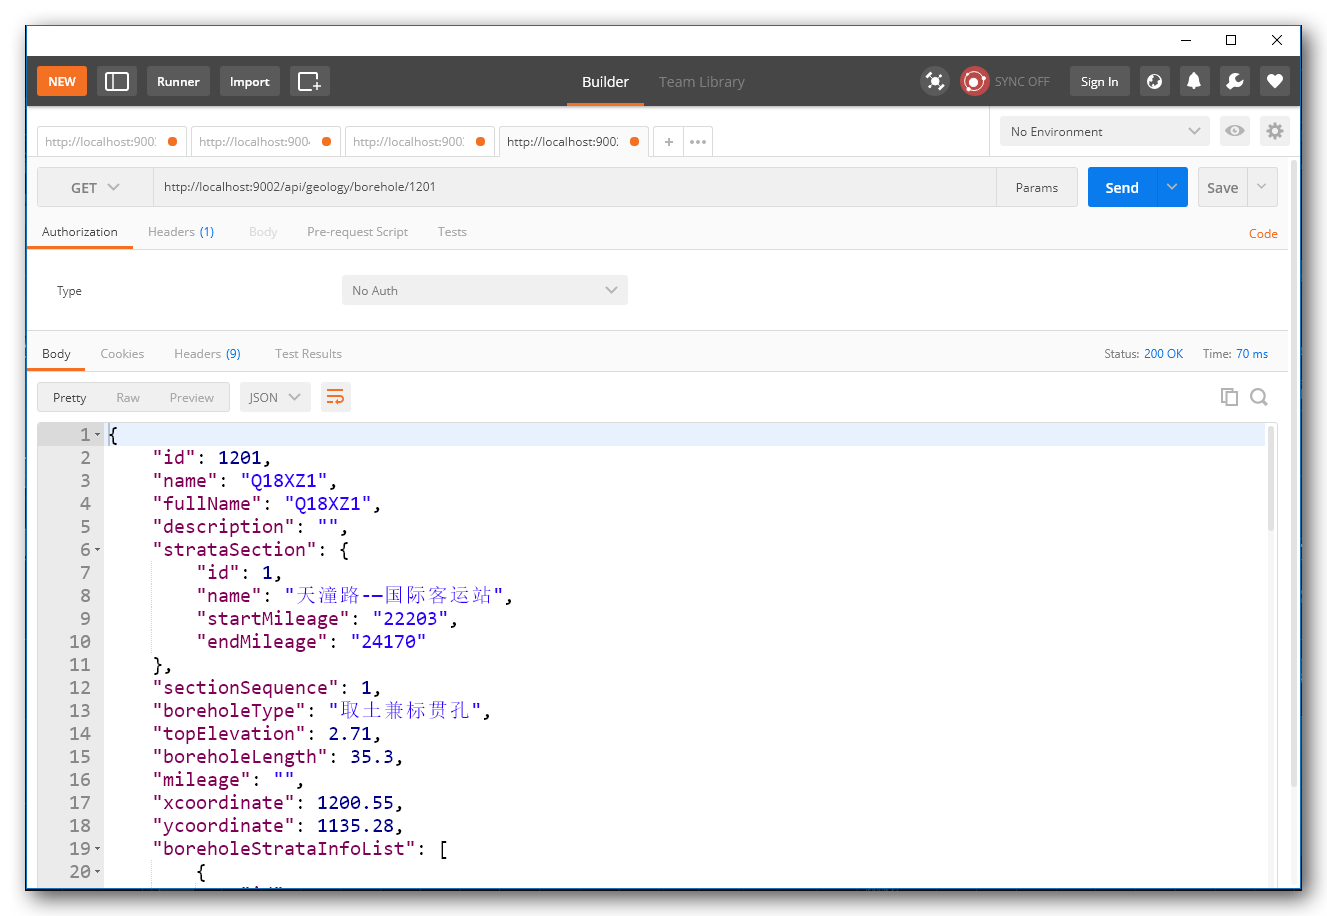 NEW Runner Import Builder Team Library SYNC OFF Sign In
http://localhost:900 http://localhost:900 http://localhost:900 http://localhost:900 + ••• No Environment
GET http://localhost:9002/api/geology/borehole/1201 Params Send Save
Authorization Headers (1) Body Pre-request Script Tests Code
Type No Auth
Body Cookies Headers (9) Test Results Status: 200 OK Time: 70 ms
Pretty Raw Preview JSON
1 {
2 "id": 1201,
3 "name": "Q18XZ1",
4 "fullName": "Q18XZ1",
5 "description": "",
6 "strataSection": {
7 "id": 1,
8 "name": "天潼路-—国际客运站",
9 "startMileage": "22203",
10 "endMileage": "24170"
11 },
12 "sectionSequence": 1,
13 "boreholeType": "取土兼标贯孔",
14 "topElevation": 2.71,
15 "boreholeLength": 35.3,
16 "mileage": "",
17 "xcoordinate": 1200.55,
18 "ycoordinate": 1135.28,
19 "boreholeStrataInfoList": [
20 {